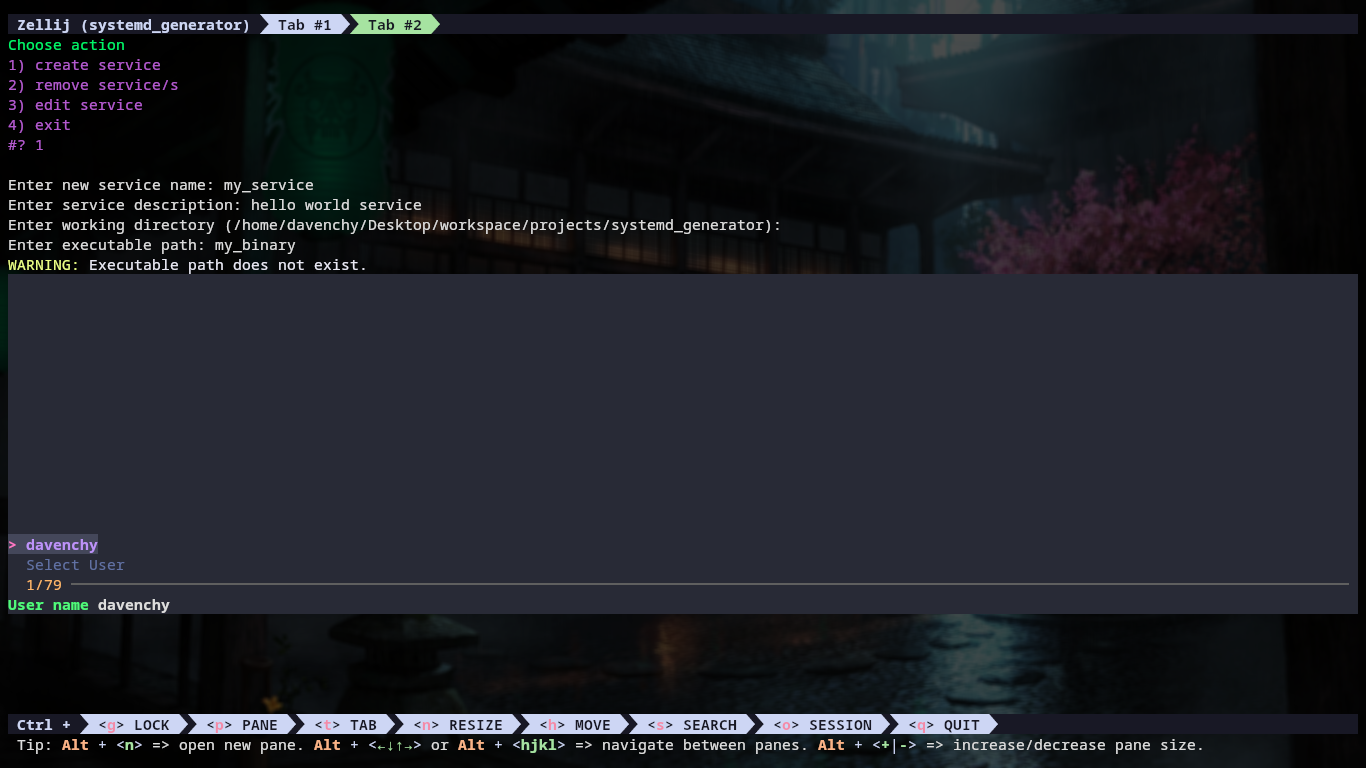 Zellij (systemd_generator) Tab #1 Tab #2
Choose action
1) create service
2) remove service/s
3) edit service
4) exit
#? 1
Enter new service name: my_service
Enter service description: hello world service
Enter working directory (/home/davenchy/Desktop/workspace/projects/systemd_generator):
Enter executable path: my_binary
WARNING: Executable path does not exist.
> davenchy
Select User
1/79
User name davenchy
Ctrl + <g> LOCK <p> PANE <t> TAB <n> RESIZE <h> MOVE <s> SEARCH <o> SESSION <q> QUIT
Tip: Alt + <n> => open new pane. Alt + <←↓↑→> or Alt + <hjkl> => navigate between panes. Alt + <+|-> => increase/decrease pane size.